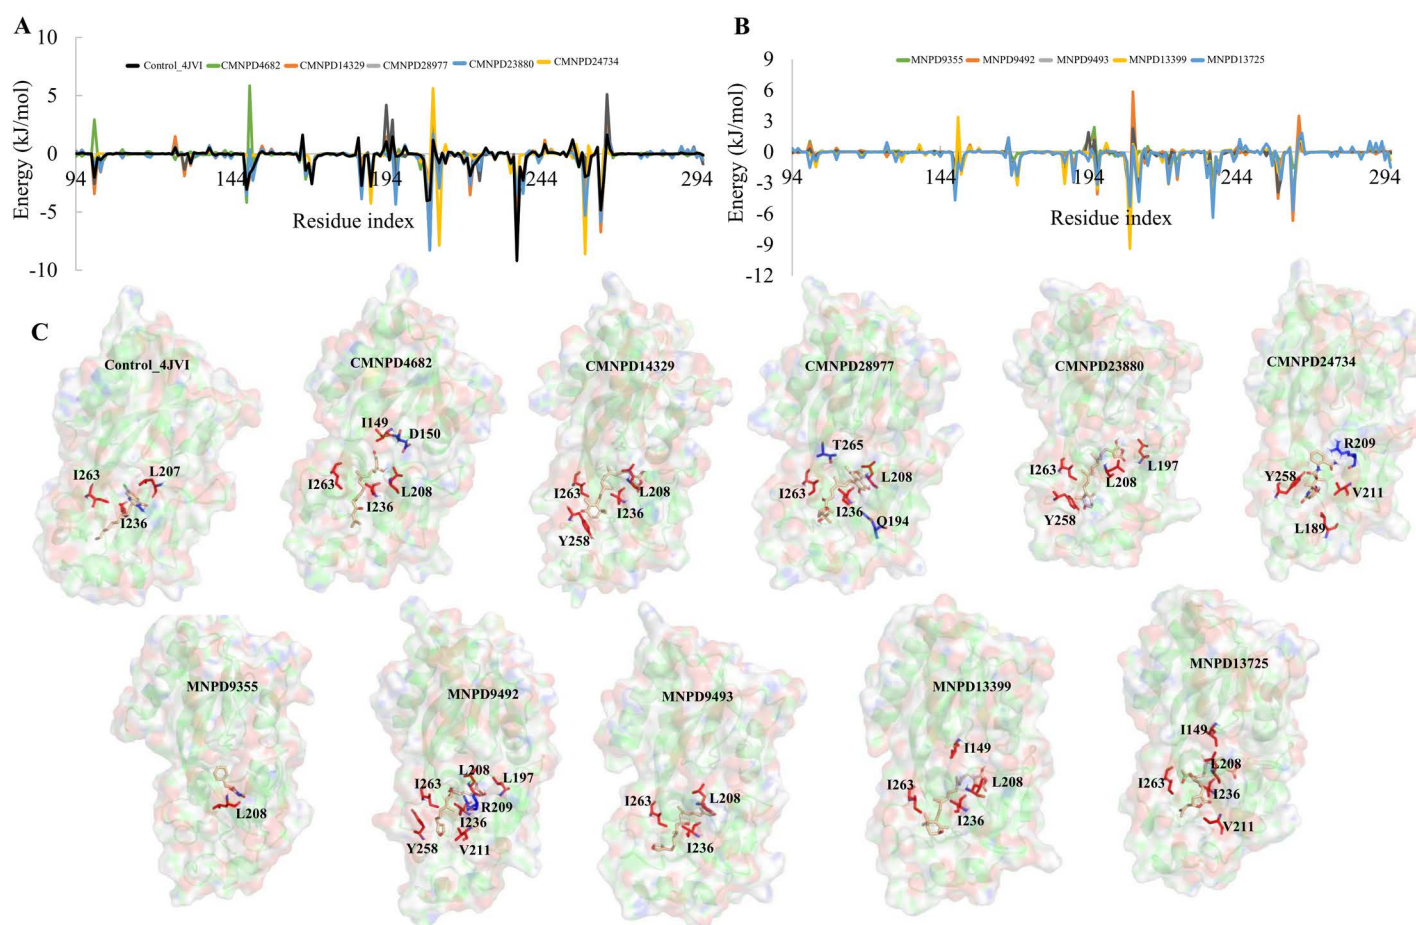 A
Energy (kJ/mol)
10
5
0
-5
-10
Control_4JVI CMNPD4682 CMNPD14329 CMNPD28977 CMNPD23880 CMNPD24734
94 144 194 244 294
Residue index
B
Energy (kJ/mol)
9
6
3
0
-3
-6
-9
-12
MNPD9355 MNPD9492 MNPD9493 MNPD13399 MNPD13725
94 144 194 244 294
Residue index
C
Control_4JVI
I263
L207
I236
CMNPD4682
I149
D150
I263
L208
I236
CMNPD14329
I263
L208
I236
Y258
CMNPD28977
T265
L208
I263
I236
Q194
CMNPD23880
I263
L197
L208
Y258
CMNPD24734
R209
Y258
V211
L189
MNPD9355
L208
MNPD9492
L208
L197
I263
R209
I236
Y258
V211
MNPD9493
I263
L208
I236
MNPD13399
I149
I263
L208
I236
MNPD13725
I149
L208
I263
I236
V211